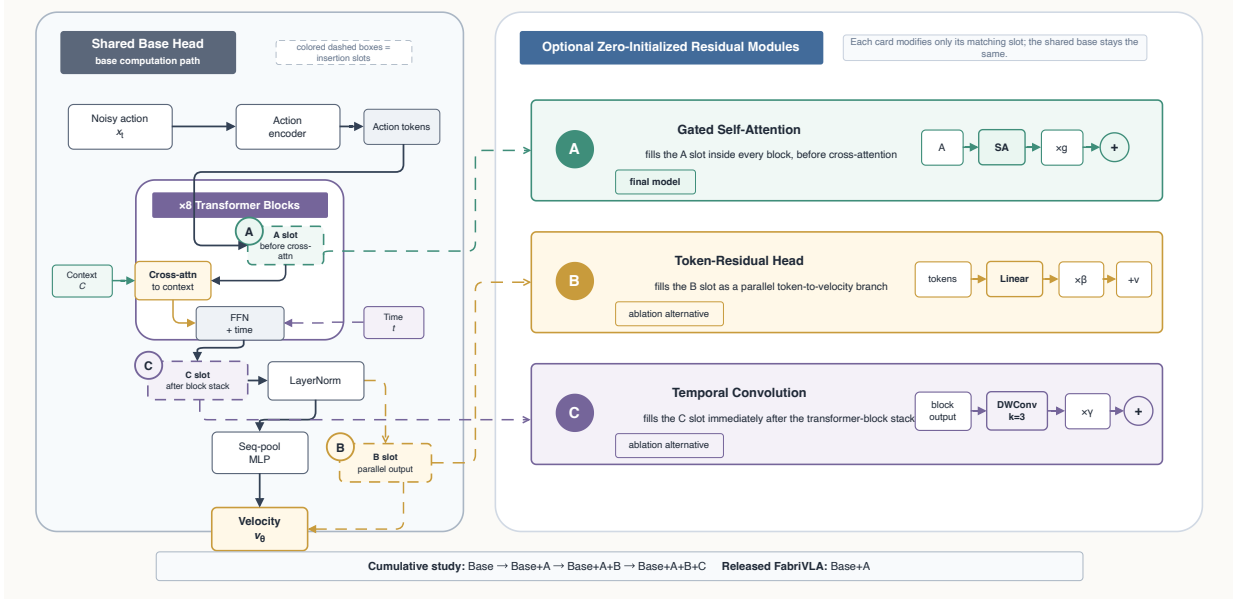 Shared Base Head
base computation path
colored dashed boxes =
insertion slots
Noisy action
xt
Action
encoder
Action tokens
×8 Transformer Blocks
A
A slot
before cross-
attn
Context
C
Cross-attn
to context
FFN
+ time
Time
t
C
C slot
after block stack
LayerNorm
Seq-pool
MLP
B
B slot
parallel output
Velocity
vθ
Optional Zero-Initialized Residual Modules
Each card modifies only its matching slot; the shared base stays the
same.
A
Gated Self-Attention
fills the A slot inside every block, before cross-attention
final model
A
SA
×g
+
B
Token-Residual Head
fills the B slot as a parallel token-to-velocity branch
ablation alternative
tokens
Linear
×β
+v
C
Temporal Convolution
fills the C slot immediately after the transformer-block stack
ablation alternative
block
output
DWConv
k=3
×γ
+
Cumulative study: Base → Base+A → Base+A+B → Base+A+B+C Released FabriVLA: Base+A